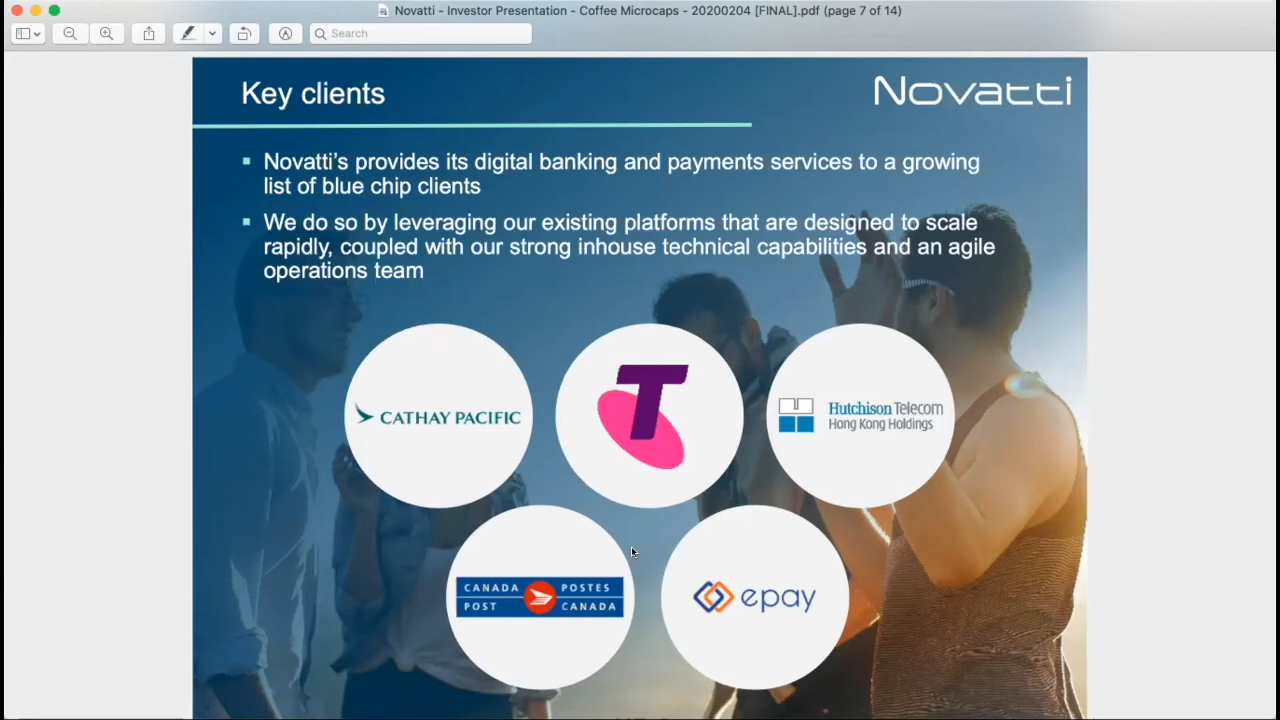 Novatti - Investor Presentation - Coffee Microcaps - 20200204 [FINAL].pdf (page 7 of 14)
Search
Key clients
Novatti
Novatti's provides its digital banking and payments services to a growing
list of blue chip clients
We do so by leveraging our existing platforms that are designed to scale
rapidly, coupled with our strong inhouse technical capabilities and an agile
operations team
CATHAY PACIFIC
T
Hutchison Telecom
Hong Kong Holdings
CANADA POSTES
POST CANADA
epay